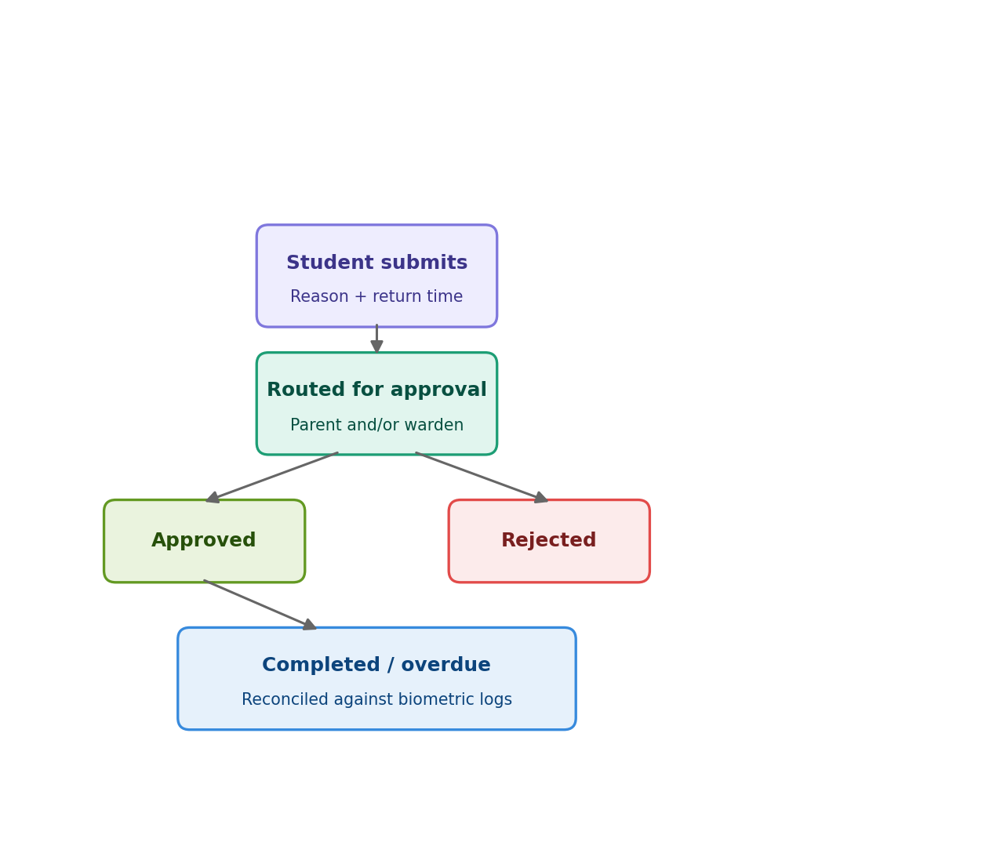 Student submits
Reason + return time
Routed for approval
Parent and/or warden
Approved
Rejected
Completed / overdue
Reconciled against biometric logs